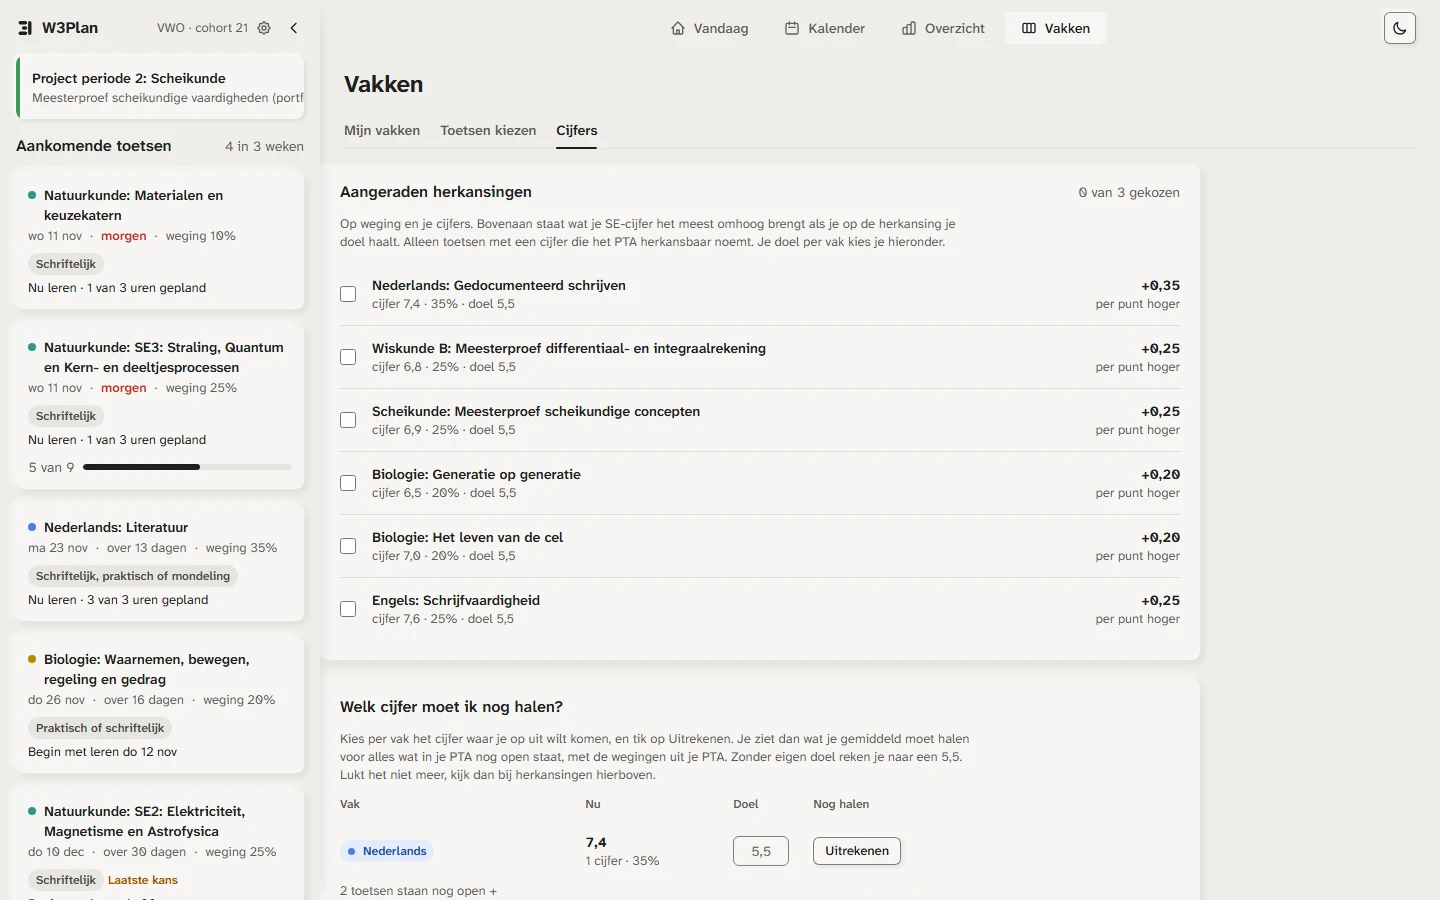 W3Plan
VWO · cohort 21
Vandaag
Kalender
Overzicht
Vakken
Project periode 2: Scheikunde
Meesterproef scheikundige vaardigheden (portf
Aankomende toetsen
4 in 3 weken
Natuurkunde: Materialen en
keuzekatern
wo 11 nov · morgen · weging 10%
Schriftelijk
Nu leren · 1 van 3 uren gepland
Natuurkunde: SE3: Straling, Quantum
en Kern- en deeltjesprocessen
wo 11 nov · morgen · weging 25%
Schriftelijk
Nu leren · 1 van 3 uren gepland
5 van 9
Nederlands: Literatuur
ma 23 nov · over 13 dagen · weging 35%
Schriftelijk, praktisch of mondeling
Nu leren · 3 van 3 uren gepland
Biologie: Waarnemen, bewegen,
regeling en gedrag
do 26 nov · over 16 dagen · weging 20%
Praktisch of schriftelijk
Begin met leren do 12 nov
Natuurkunde: SE2: Elektriciteit,
Magnetisme en Astrofysica
do 10 dec · over 30 dagen · weging 25%
Schriftelijk Laatste kans
Vakken
Mijn vakken
Toetsen kiezen
Cijfers
Aangeraden herkansingen
0 van 3 gekozen
Op weging en je cijfers. Bovenaan staat wat je SE-cijfer het meest omhoog brengt als je op de herkansing je
doel haalt. Alleen toetsen met een cijfer die het PTA herkansbaar noemt. Je doel per vak kies je hieronder.
Nederlands: Gedocumenteerd schrijven
cijfer 7,4 · 35% · doel 5,5
+0,35
per punt hoger
Wiskunde B: Meesterproef differentiaal- en integraalrekening
cijfer 6,8 · 25% · doel 5,5
+0,25
per punt hoger
Scheikunde: Meesterproef scheikundige concepten
cijfer 6,9 · 25% · doel 5,5
+0,25
per punt hoger
Biologie: Generatie op generatie
cijfer 6,5 · 20% · doel 5,5
+0,20
per punt hoger
Biologie: Het leven van de cel
cijfer 7,0 · 20% · doel 5,5
+0,20
per punt hoger
Engels: Schrijfvaardigheid
cijfer 7,6 · 25% · doel 5,5
+0,25
per punt hoger
Welk cijfer moet ik nog halen?
Kies per vak het cijfer waar je op uit wilt komen, en tik op Uitrekenen. Je ziet dan wat je gemiddeld moet halen
voor alles wat in je PTA nog open staat, met de wegingen uit je PTA. Zonder eigen doel reken je naar een 5,5.
Lukt het niet meer, kijk dan bij herkansingen hierboven.
Vak
Nu
Doel
Nog halen
Nederlands
7,4
1 cijfer · 35%
5,5
Uitrekenen
2 toetsen staan nog open +